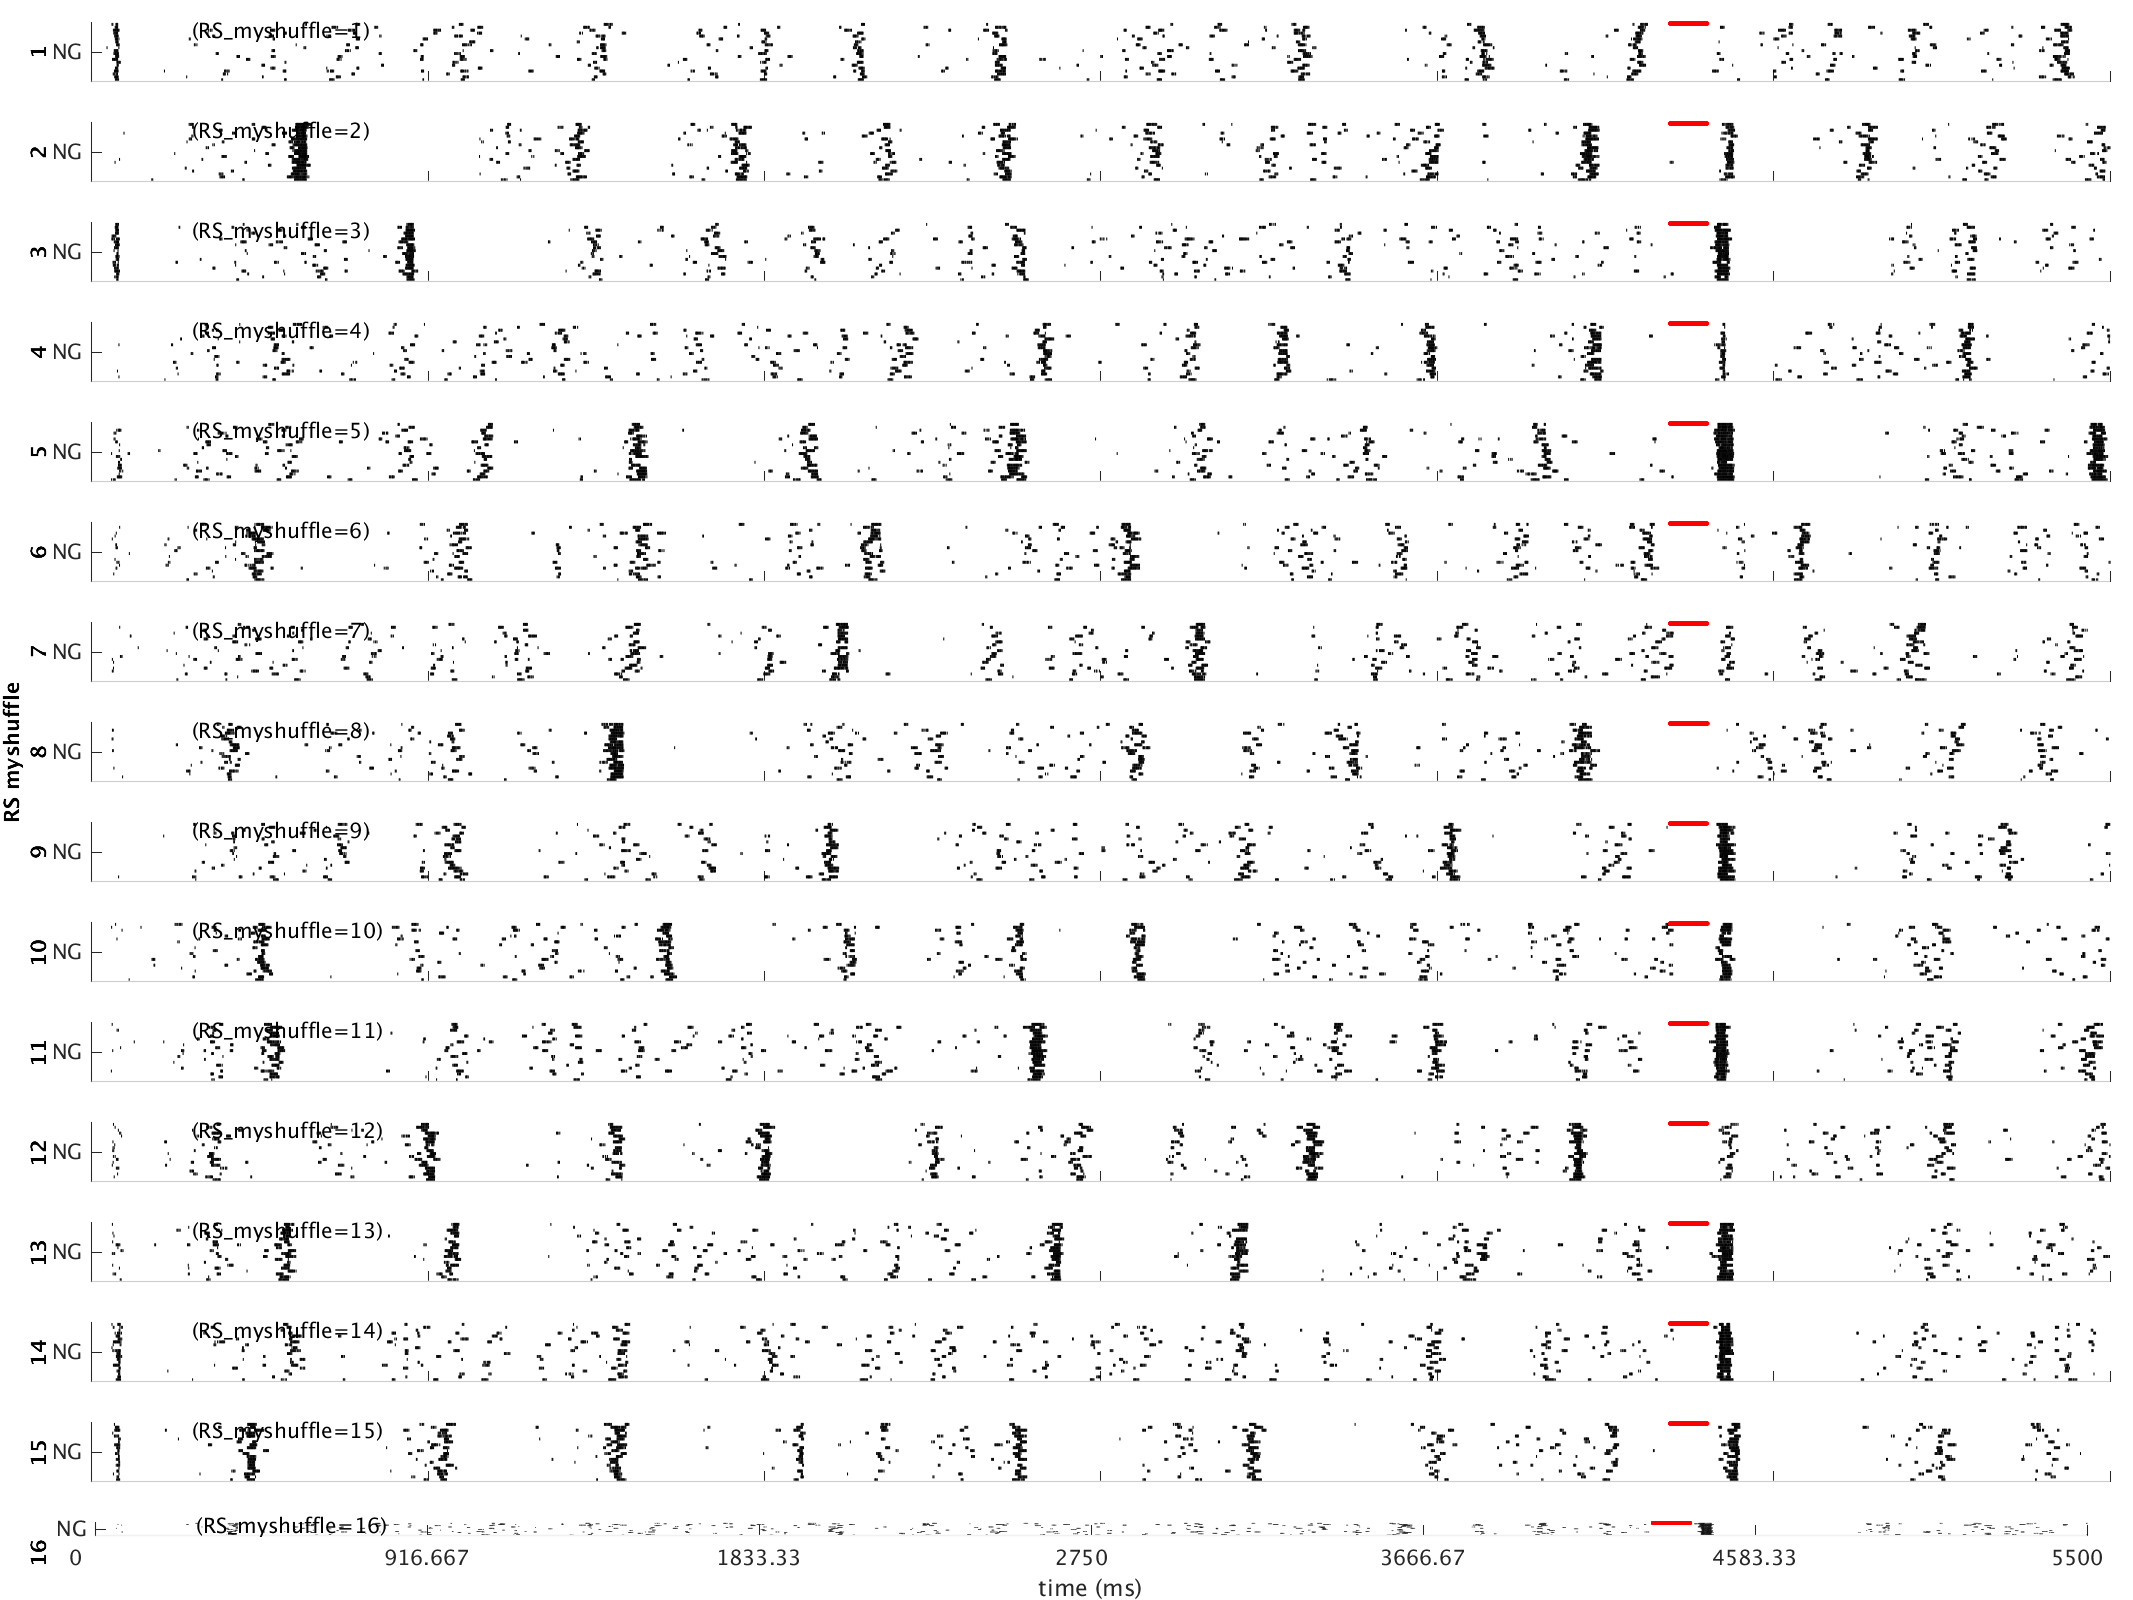 RS myshuffle
1 NG (RS_myshuffle=1)
2 NG (RS_myshuffle=2)
3 NG (RS_myshuffle=3)
4 NG (RS_myshuffle=4)
5 NG (RS_myshuffle=5)
6 NG (RS_myshuffle=6)
7 NG (RS_myshuffle=7)
8 NG (RS_myshuffle=8)
9 NG (RS_myshuffle=9)
10 NG (RS_myshuffle=10)
11 NG (RS_myshuffle=11)
12 NG (RS_myshuffle=12)
13 NG (RS_myshuffle=13)
14 NG (RS_myshuffle=14)
15 NG (RS_myshuffle=15)
16 NG (RS_myshuffle=16)
0 916.667 1833.33 2750 3666.67 4583.33 5500
time (ms)